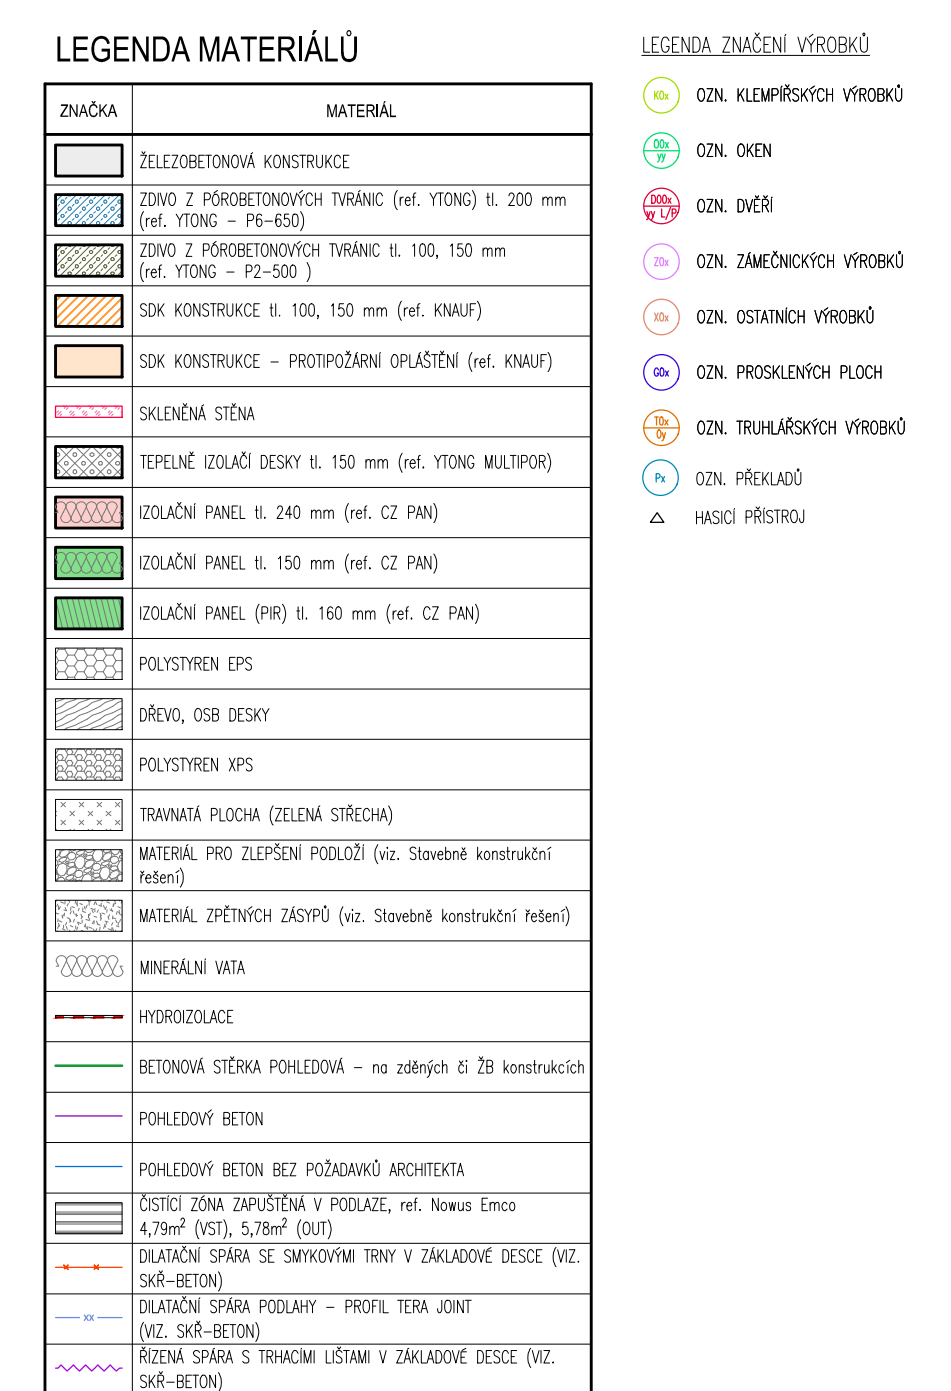 LEGENDA MATERIÁLŮ
ZNAČKA
MATERIÁL
ŽELEZOBETONOVÁ KONSTRUKCE
ZDIVO Z PÓROBETONOVÝCH TVRÁNIC (ref. YTONG) tl. 200 mm
(ref. YTONG – P6–650)
ZDIVO Z PÓROBETONOVÝCH TVRÁNIC tl. 100, 150 mm
(ref. YTONG – P2–500 )
SDK KONSTRUKCE tl. 100, 150 mm (ref. KNAUF)
SDK KONSTRUKCE – PROTIPOŽÁRNÍ OPLÁŠTĚNÍ (ref. KNAUF)
SKLENĚNÁ STĚNA
TEPELNĚ IZOLAČÍ DESKY tl. 150 mm (ref. YTONG MULTIPOR)
IZOLAČNÍ PANEL tl. 240 mm (ref. CZ PAN)
IZOLAČNÍ PANEL tl. 150 mm (ref. CZ PAN)
IZOLAČNÍ PANEL (PIR) tl. 160 mm (ref. CZ PAN)
POLYSTYREN EPS
DŘEVO, OSB DESKY
POLYSTYREN XPS
TRAVNATÁ PLOCHA (ZELENÁ STŘECHA)
MATERIÁL PRO ZLEPŠENÍ PODLOŽÍ (viz. Stavebně konstrukční
řešení)
MATERIÁL ZPĚTNÝCH ZÁSYPŮ (viz. Stavebně konstrukční řešení)
MINERÁLNÍ VATA
HYDROIZOLACE
BETONOVÁ STĚRKA POHLEDOVÁ – na zděných či ŽB konstrukcích
POHLEDOVÝ BETON
POHLEDOVÝ BETON BEZ POŽADAVKŮ ARCHITEKTA
ČISTÍCÍ ZÓNA ZAPUŠTĚNÁ V PODLAZE, ref. Nowus Emco
4,79m² (VST), 5,78m² (OUT)
DILATAČNÍ SPÁRA SE SMYKOVÝMI TRNY V ZÁKLADOVÉ DESCE (VIZ.
SKŘ–BETON)
xx
DILATAČNÍ SPÁRA PODLAHY – PROFIL TERA JOINT
(VIZ. SKŘ–BETON)
ŘÍZENÁ SPÁRA S TRHACÍMI LIŠTAMI V ZÁKLADOVÉ DESCE (VIZ.
SKŘ–BETON)
LEGENDA ZNAČENÍ VÝROBKŮ
K0x
OZN. KLEMPÍŘSKÝCH VÝROBKŮ
O0x
yy
OZN. OKEN
D00x
yy L/P
OZN. DVĚŘÍ
Z0x
OZN. ZÁMEČNICKÝCH VÝROBKŮ
X0x
OZN. OSTATNÍCH VÝROBKŮ
G0x
OZN. PROSKLENÝCH PLOCH
T0x
0y
OZN. TRUHLÁŘSKÝCH VÝROBKŮ
Px
OZN. PŘEKLADŮ
HASICÍ PŘÍSTROJ